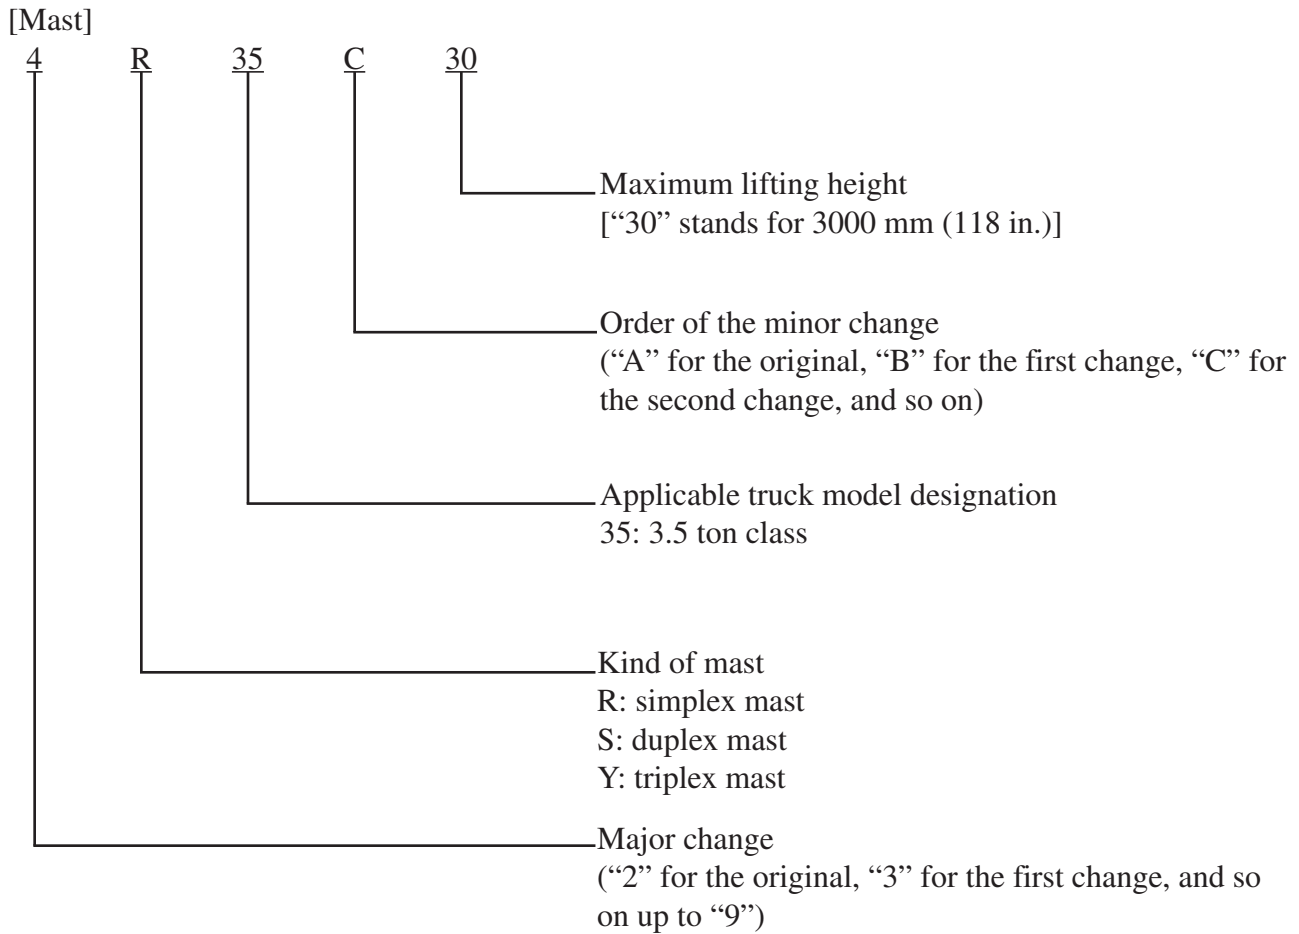 [Mast]
4 R 35 C 30
Maximum lifting height
[“30” stands for 3000 mm (118 in.)]
Order of the minor change
(“A” for the original, “B” for the first change, “C” for
the second change, and so on)
Applicable truck model designation
35: 3.5 ton class
Kind of mast
R: simplex mast
S: duplex mast
Y: triplex mast
Major change
(“2” for the original, “3” for the first change, and so
on up to “9”)